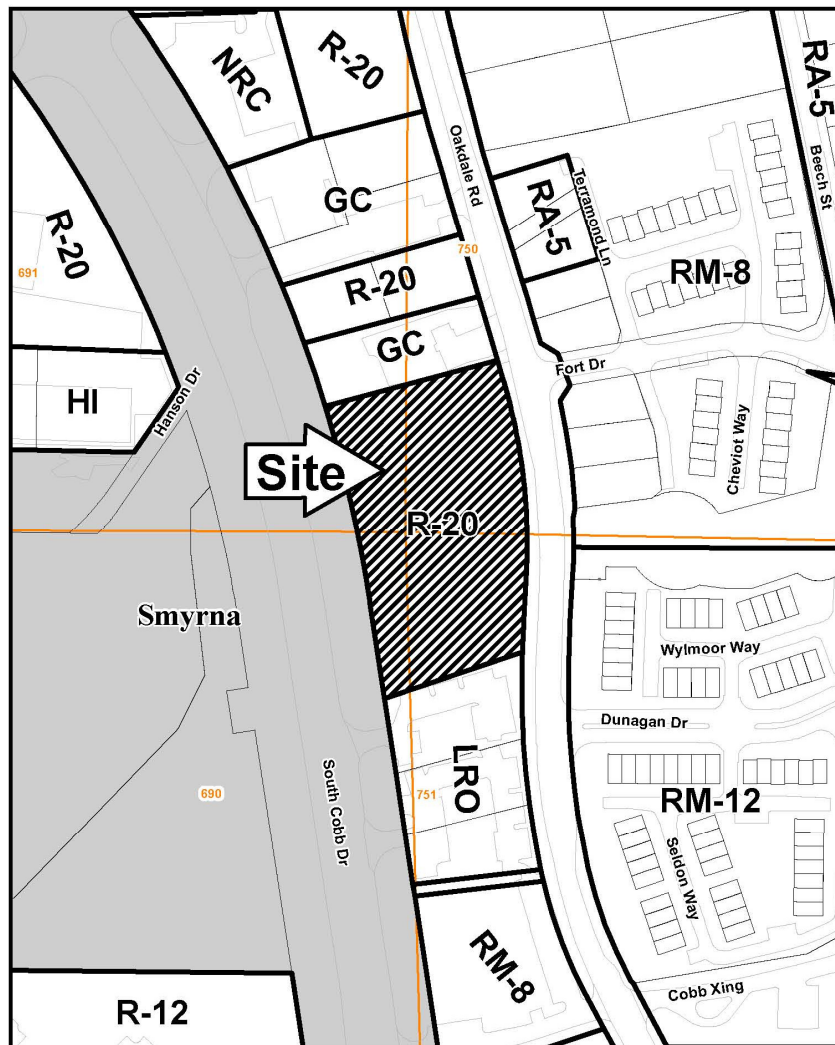 NRC
R-20
RA-5
Oakdale Rd
Beech St
GC
RA-5
Terramond Ln
R-20
691
750
RM-8
R-20
GC
Fort Dr
HI
Hanson Dr
Cheviot Way
Site
R-20
Smyrna
Wylmoor Way
Dunagan Dr
LRO
South Cobb Dr
690
751
RM-12
Seldon Way
RM-8
Cobb Xing
R-12